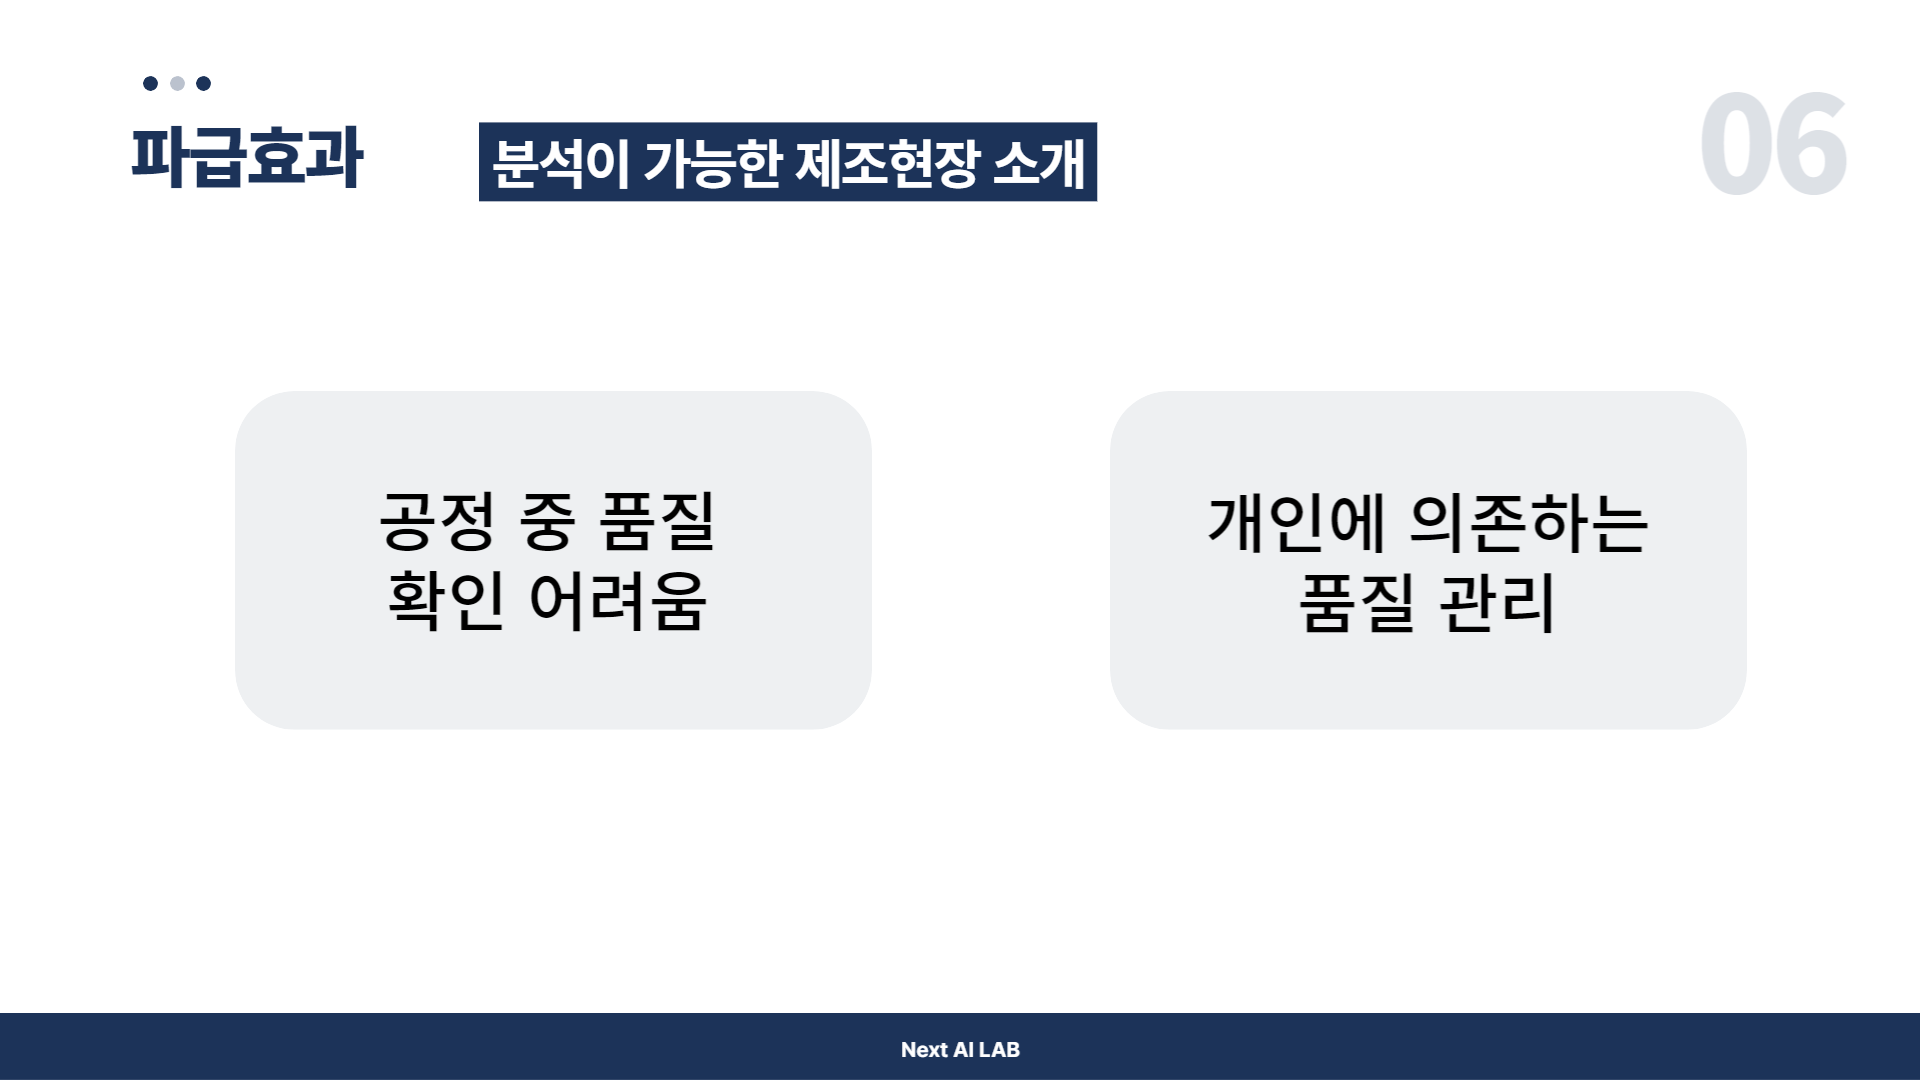 파급효과
분석이 가능한 제조현장 소개
06
공정 중 품질
확인 어려움
개인에 의존하는
품질 관리
Next AI LAB